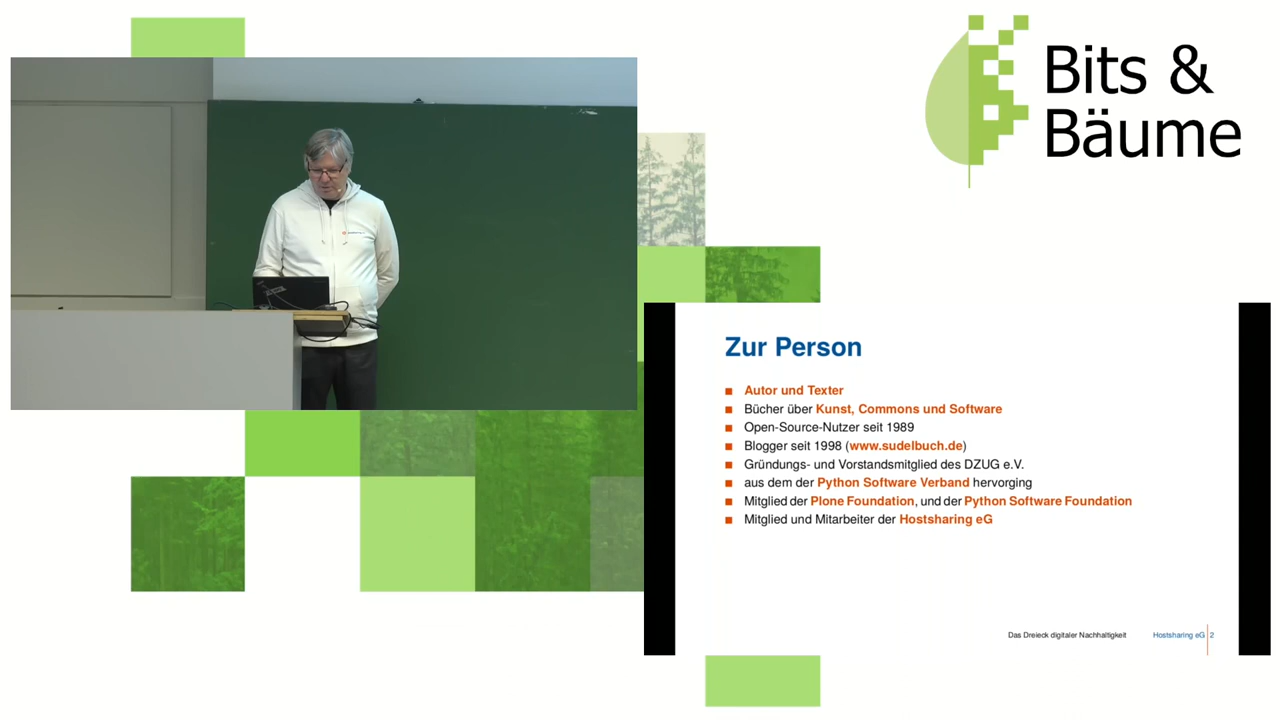 Bits &
Bäume
Zur Person
Autor und Texter
Bücher über Kunst, Commons und Software
Open-Source-Nutzer seit 1989
Blogger seit 1998 (www.sudelbuch.de)
Gründungs- und Vorstandsmitglied des DZUG e.V.
aus dem der Python Software Verband hervorging
Mitglied der Plone Foundation, und der Python Software Foundation
Mitglied und Mitarbeiter der Hostsharing eG
Das Dreieck digitaler Nachhaltigkeit Hostsharing eG 2